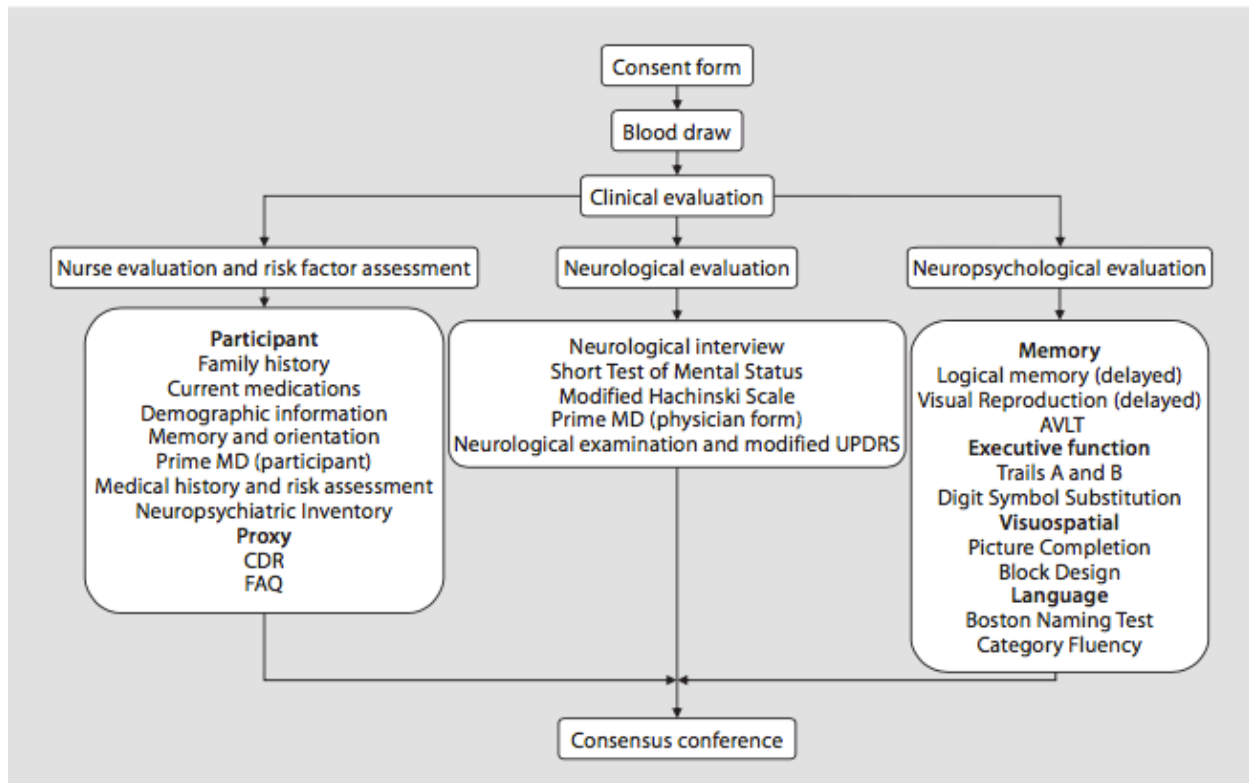 Consent form
Blood draw
Clinical evaluation
Nurse evaluation and risk factor assessment
Participant
Family history
Current medications
Demographic information
Memory and orientation
Prime MD (participant)
Medical history and risk assessment
Neuropsychiatric Inventory
Proxy
CDR
FAQ
Neurological evaluation
Neurological interview
Short Test of Mental Status
Modified Hachinski Scale
Prime MD (physician form)
Neurological examination and modified UPDRS
Neuropsychological evaluation
Memory
Logical memory (delayed)
Visual Reproduction (delayed)
AVLT
Executive function
Trails A and B
Digit Symbol Substitution
Visuospatial
Picture Completion
Block Design
Language
Boston Naming Test
Category Fluency
Consensus conference